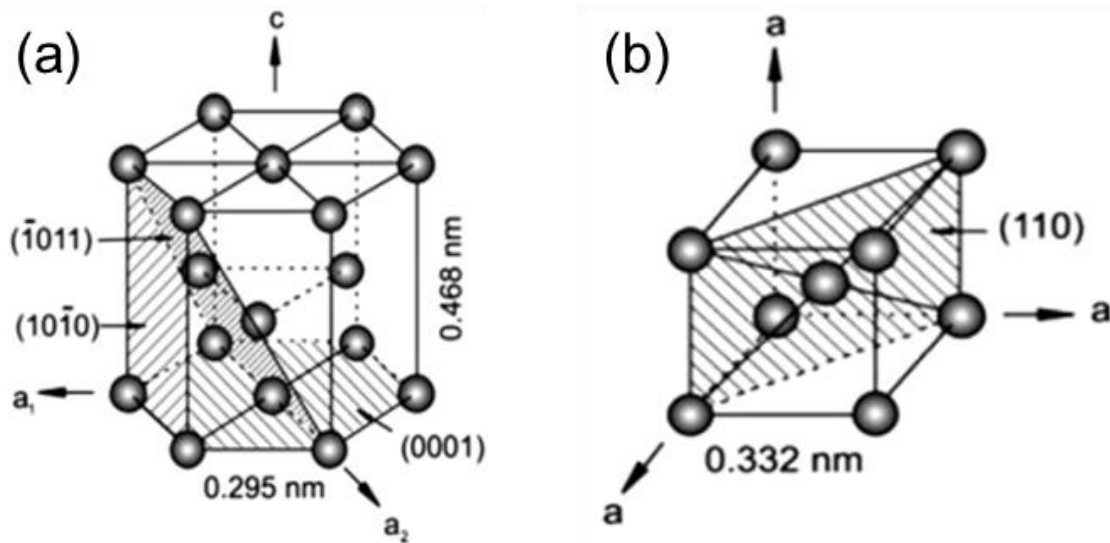 (a)
c
(1̄011)
(101̄0)
0.468 nm
a₁
(0001)
0.295 nm
a₂
(b)
a
(110)
a
0.332 nm
a